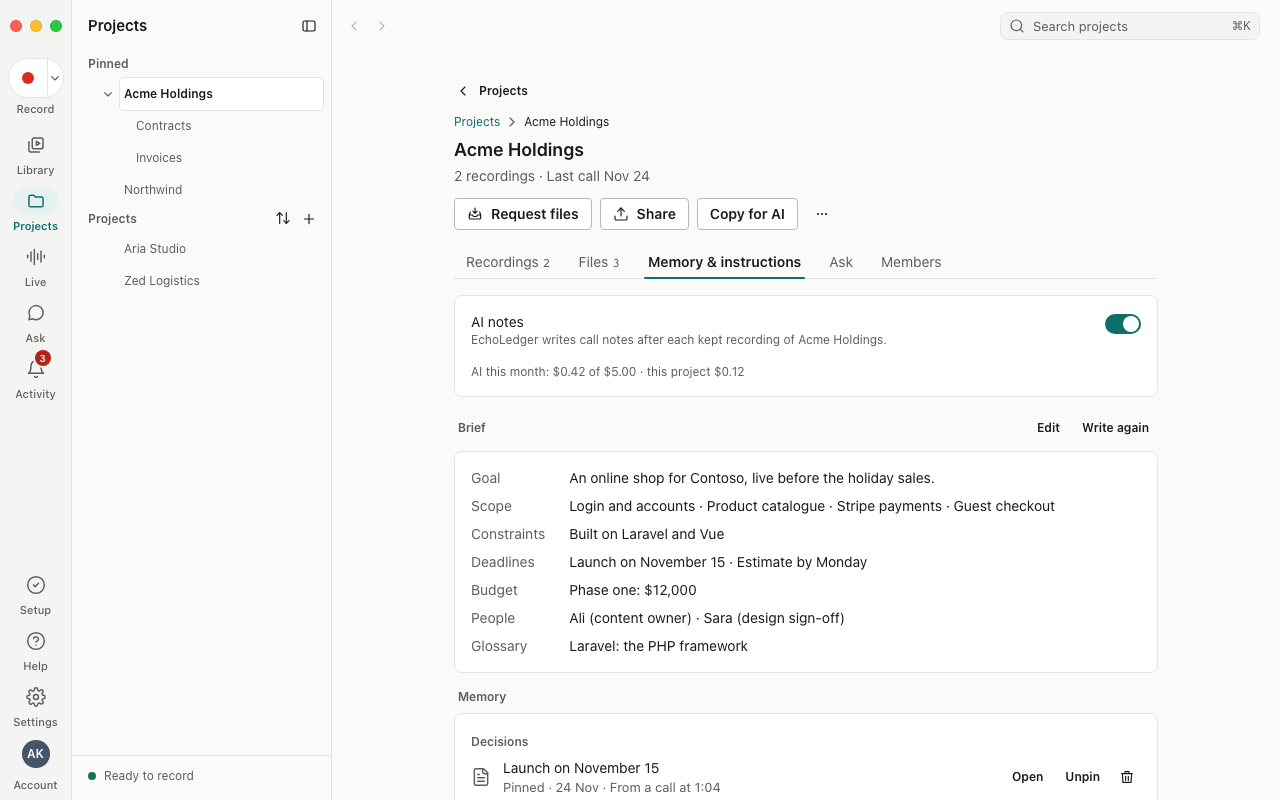 Projects
Search projects
⌘K
Record
Library
Projects
Live
Ask
3
Activity
Setup
Help
Settings
AK
Account
Pinned
Acme Holdings
Contracts
Invoices
Northwind
Projects
Aria Studio
Zed Logistics
Ready to record
Projects
Projects Acme Holdings
Acme Holdings
2 recordings · Last call Nov 24
Request files Share Copy for AI ···
Recordings 2 Files 3 Memory & instructions Ask Members
AI notes
EchoLedger writes call notes after each kept recording of Acme Holdings.
AI this month: $0.42 of $5.00 · this project $0.12
Brief Edit Write again
Goal An online shop for Contoso, live before the holiday sales.
Scope Login and accounts · Product catalogue · Stripe payments · Guest checkout
Constraints Built on Laravel and Vue
Deadlines Launch on November 15 · Estimate by Monday
Budget Phase one: $12,000
People Ali (content owner) · Sara (design sign-off)
Glossary Laravel: the PHP framework
Memory
Decisions
Launch on November 15
Pinned · 24 Nov · From a call at 1:04
Open Unpin